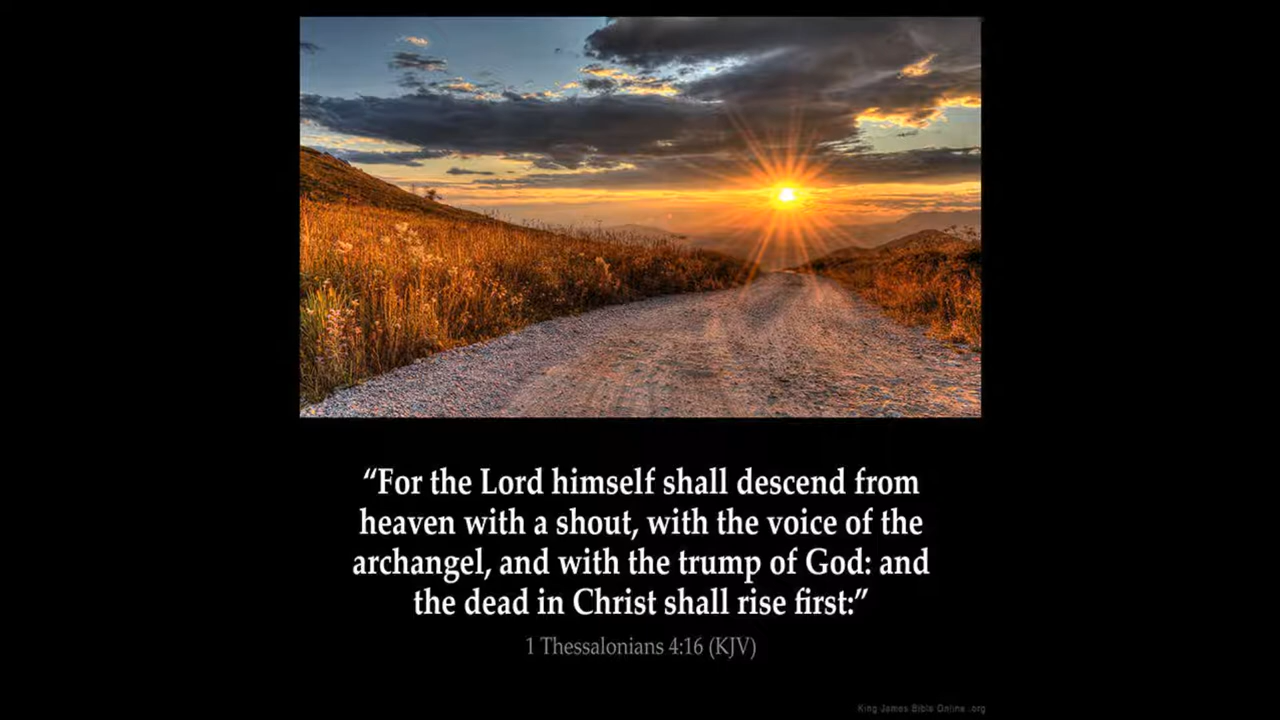 “For the Lord himself shall descend from
heaven with a shout, with the voice of the
archangel, and with the trump of God: and
the dead in Christ shall rise first:”
1 Thessalonians 4:16 (KJV)
King James Bible Online .org